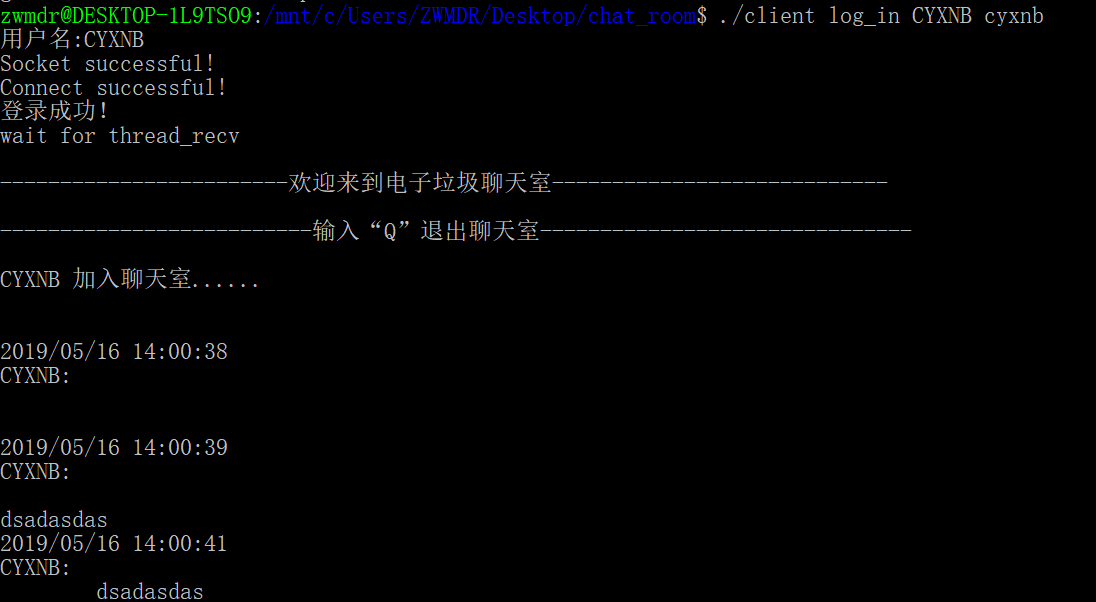 zwmdr@DESKTOP-1L9TSO9:/mnt/c/Users/ZWMDR/Desktop/chat_room$ ./client log_in CYXNB cyxnb
用户名:CYXNB
Socket successful!
Connect successful!
登录成功!
wait for thread_recv
------------------------欢迎来到电子垃圾聊天室----------------------------
--------------------------输入“Q”退出聊天室-------------------------------
CYXNB 加入聊天室......
2019/05/16 14:00:38
CYXNB:
2019/05/16 14:00:39
CYXNB:
dsadasdas
2019/05/16 14:00:41
CYXNB:
dsadasdas